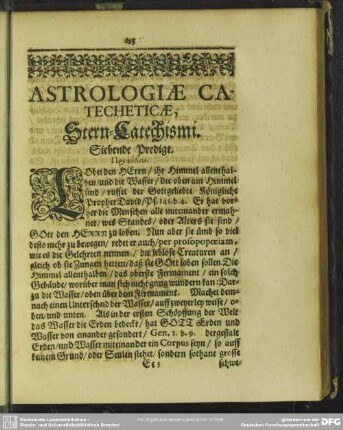 ASTROLOGIÆ CA-
TECHETICÆ,
Stern-Catechismi.
Siebende Predigt.
LObet den HErrn / ihr Himmel allenthal-
ben / und die Wasser / die oben am Himmel
sind / ruffet der Gottgeliebte Königliche
Prophet David / Ps. 148. v. 4. Er hat vor-
her die Menschen alle miteinander ermah-
net / wes Standes / oder Alters sie sind /
GOtt den HErrn zu loben. Nun aber sie und so viel
desto mehr zu bewegen / redet er auch / per prosopopœiam,
wie es die Gelehrten nennen / die leblose Creaturen an /
gleich ob sie Zungen hetten / daß sie GOtt loben sollen: Die
Himmel allenthalben / das oberste Firmament / ein solch
Gebäude / worüber man sich nicht gnug wundern kan: Dar-
zu die Wasser / oben über dem Firmament. Machet dem-
nach einen Unterscheid der Wasser / auff zweyerley weise / o-
ben / und unten. Als in der ersten Schöpffung der Welt
das Wasser die Erden bedeckt / hat GOTT Erden und
Wasser von einander gesondert / Gen. 1. v. 9. dergestalt
Erden / und Wasser miteinander ein Corpus seyn / so auff
keinem Grund / oder Seulen stehet / sondern sothane grosse
schwe-